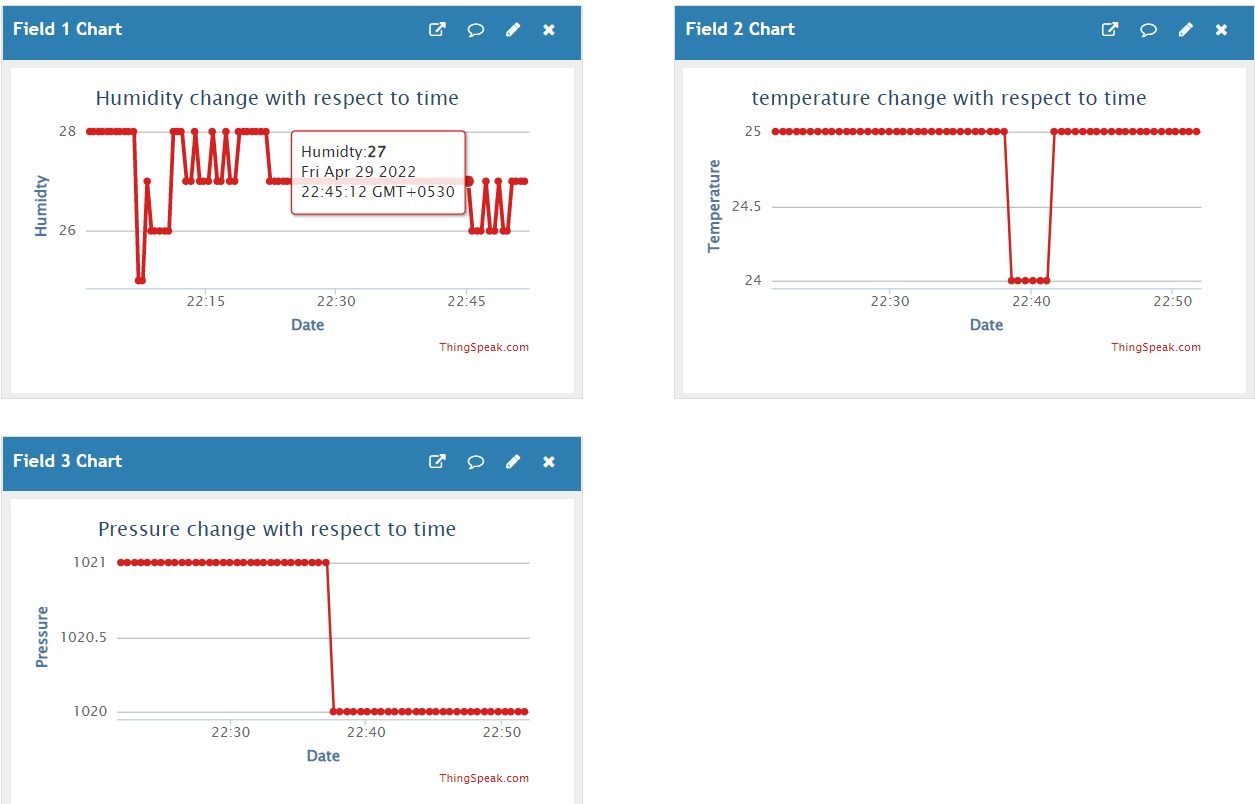 Field 1 Chart
Humidity change with respect to time
Humidity
28
26
Humidty:27
Fri Apr 29 2022
22:45:12 GMT+0530
22:15
22:30
22:45
Date
ThingSpeak.com
Field 2 Chart
temperature change with respect to time
Temperature
25
24.5
24
22:30
22:40
22:50
Date
ThingSpeak.com
Field 3 Chart
Pressure change with respect to time
Pressure
1021
1020.5
1020
22:30
22:40
22:50
Date
ThingSpeak.com